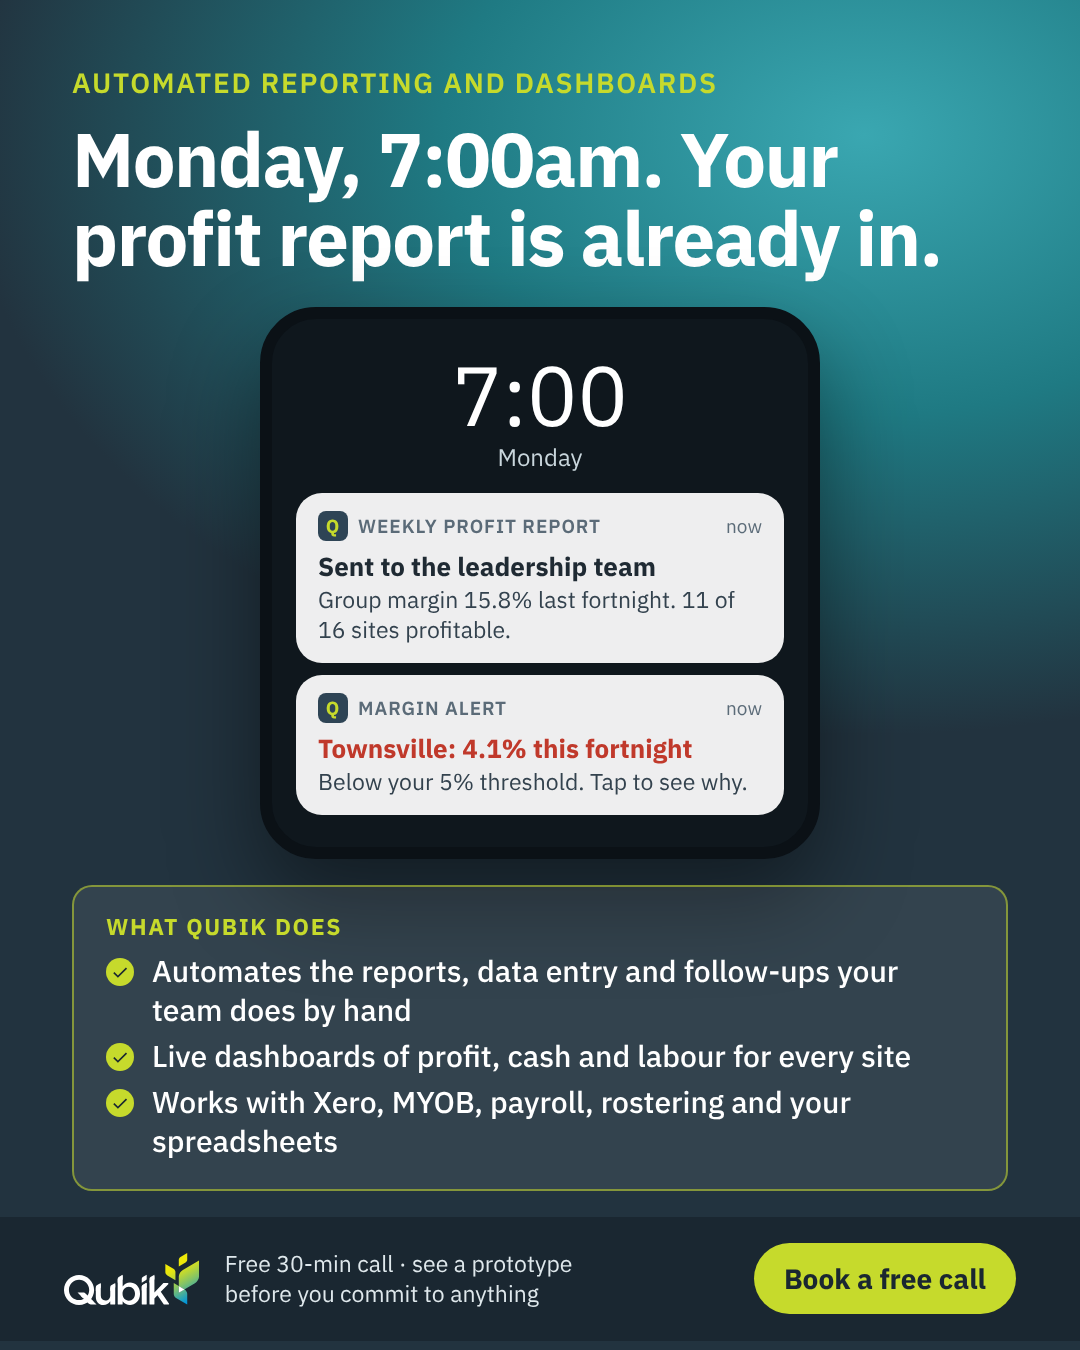 AUTOMATED REPORTING AND DASHBOARDS
Monday, 7:00am. Your
profit report is already in.
7:00
Monday
Q WEEKLY PROFIT REPORT now
Sent to the leadership team
Group margin 15.8% last fortnight. 11 of
16 sites profitable.
Q MARGIN ALERT now
Townsville: 4.1% this fortnight
Below your 5% threshold. Tap to see why.
WHAT QUBIK DOES
Automates the reports, data entry and follow-ups your
team does by hand
Live dashboards of profit, cash and labour for every site
Works with Xero, MYOB, payroll, rostering and your
spreadsheets
Qubik
Free 30-min call · see a prototype
before you commit to anything
Book a free call